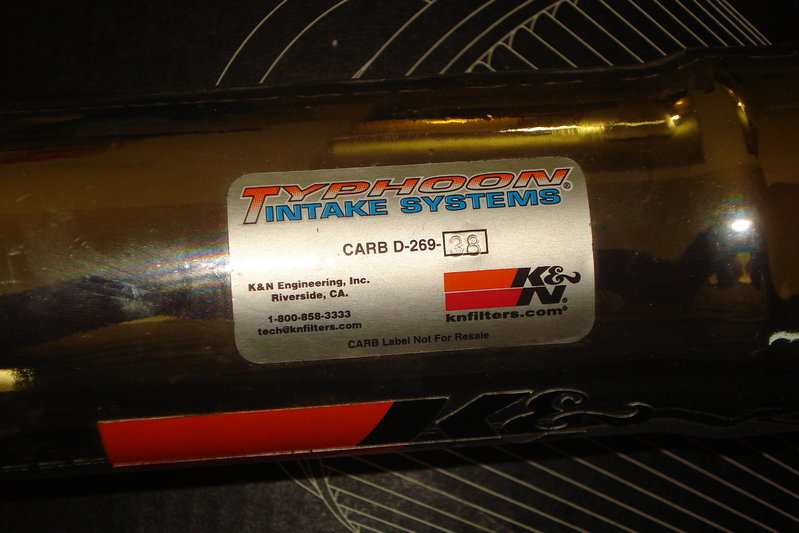 TYPHOON®
INTAKE SYSTEMS
CARB D-269-38
K&N Engineering, Inc.
Riverside, CA.
1-800-858-3333
tech@knfilters.com
K&N®
knfilters.com®
CARB Label Not For Resale
K&